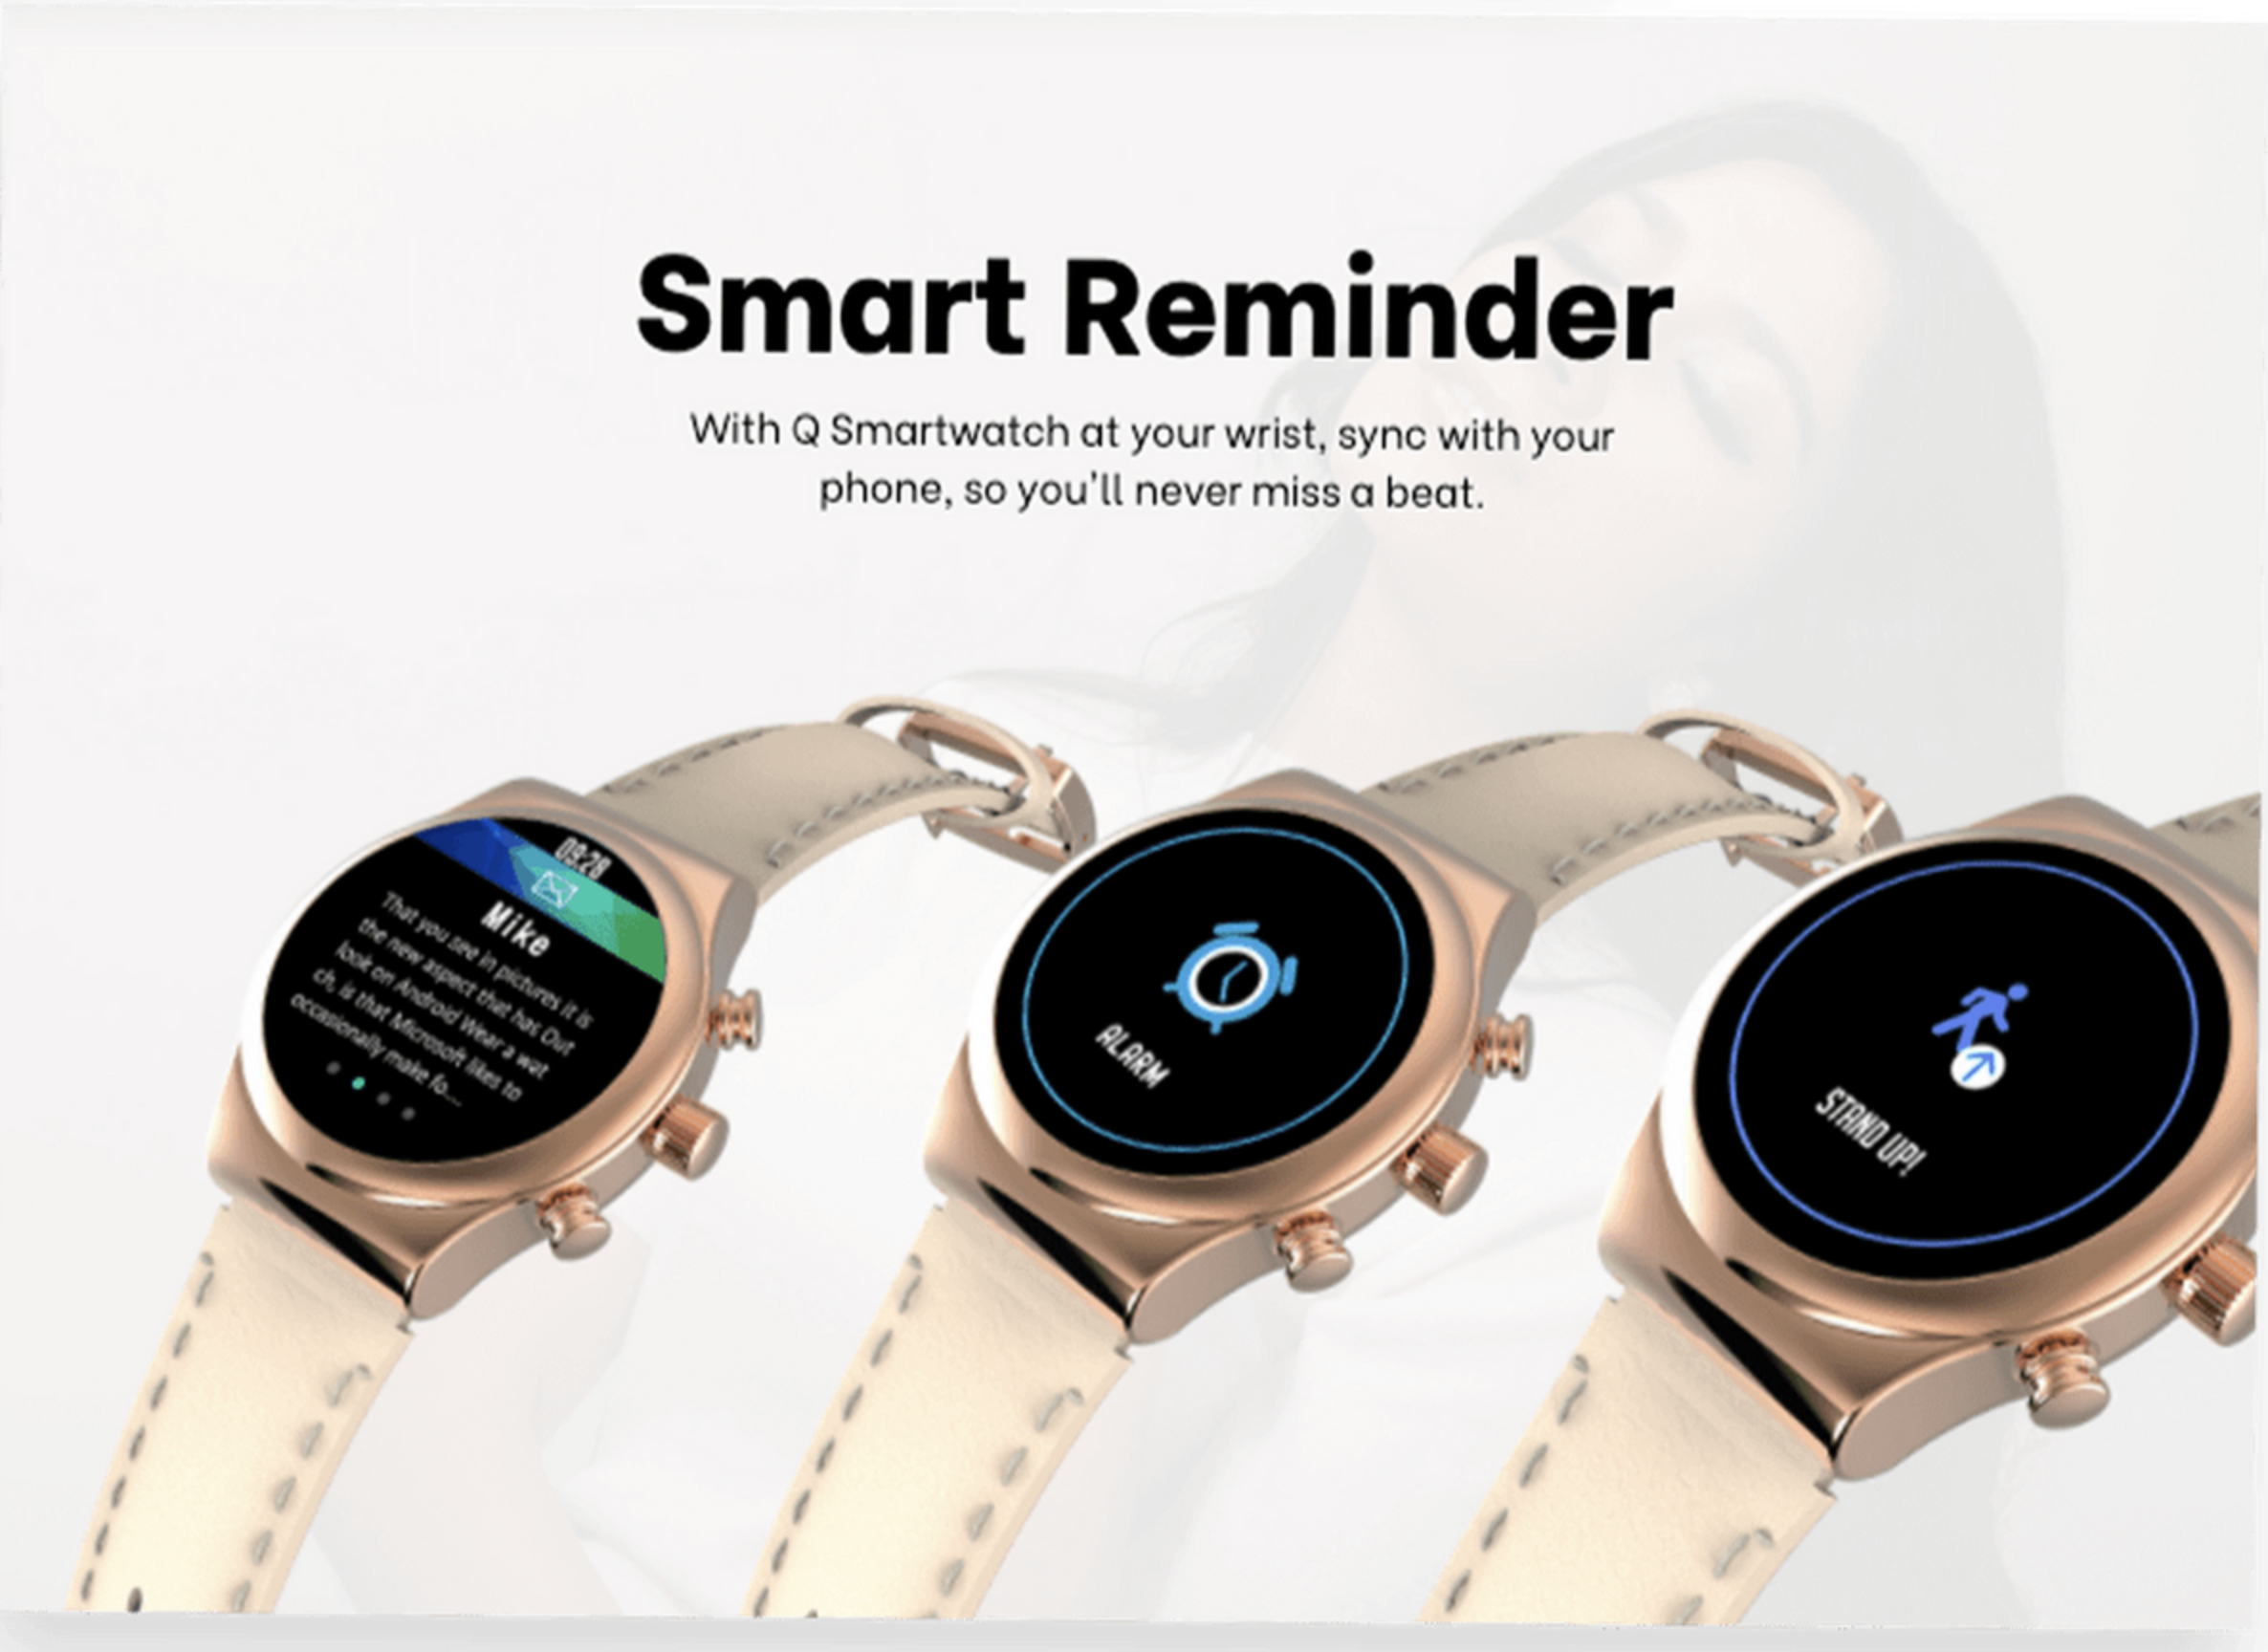 Smart Reminder
With Q Smartwatch at your wrist, sync with your
phone, so you'll never miss a beat.
09:28
Mike
That you see in pictures it is
the new aspect that has Out
look on Android Wear a wat
ch, is that Microsoft likes to
occasionally make fo...
ALARM
STAND UP!